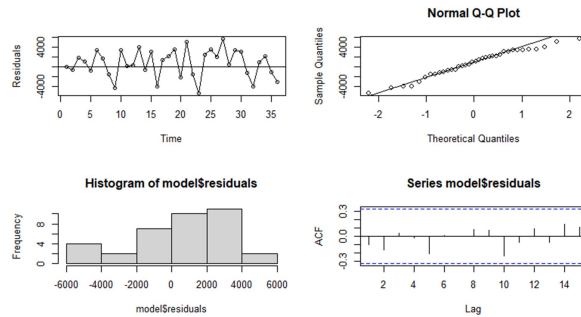 Residuals
-4000 4000
0 5 10 15 20 25 30 35
Time
Normal Q-Q Plot
Sample Quantiles
-4000 4000
-2 -1 0 1 2
Theoretical Quantiles
Histogram of model$residuals
Frequency
0 4 8
-6000 -4000 -2000 0 2000 4000 6000
model$residuals
Series model$residuals
ACF
-0.3 0.0 0.3
2 4 6 8 10 12 14
Lag